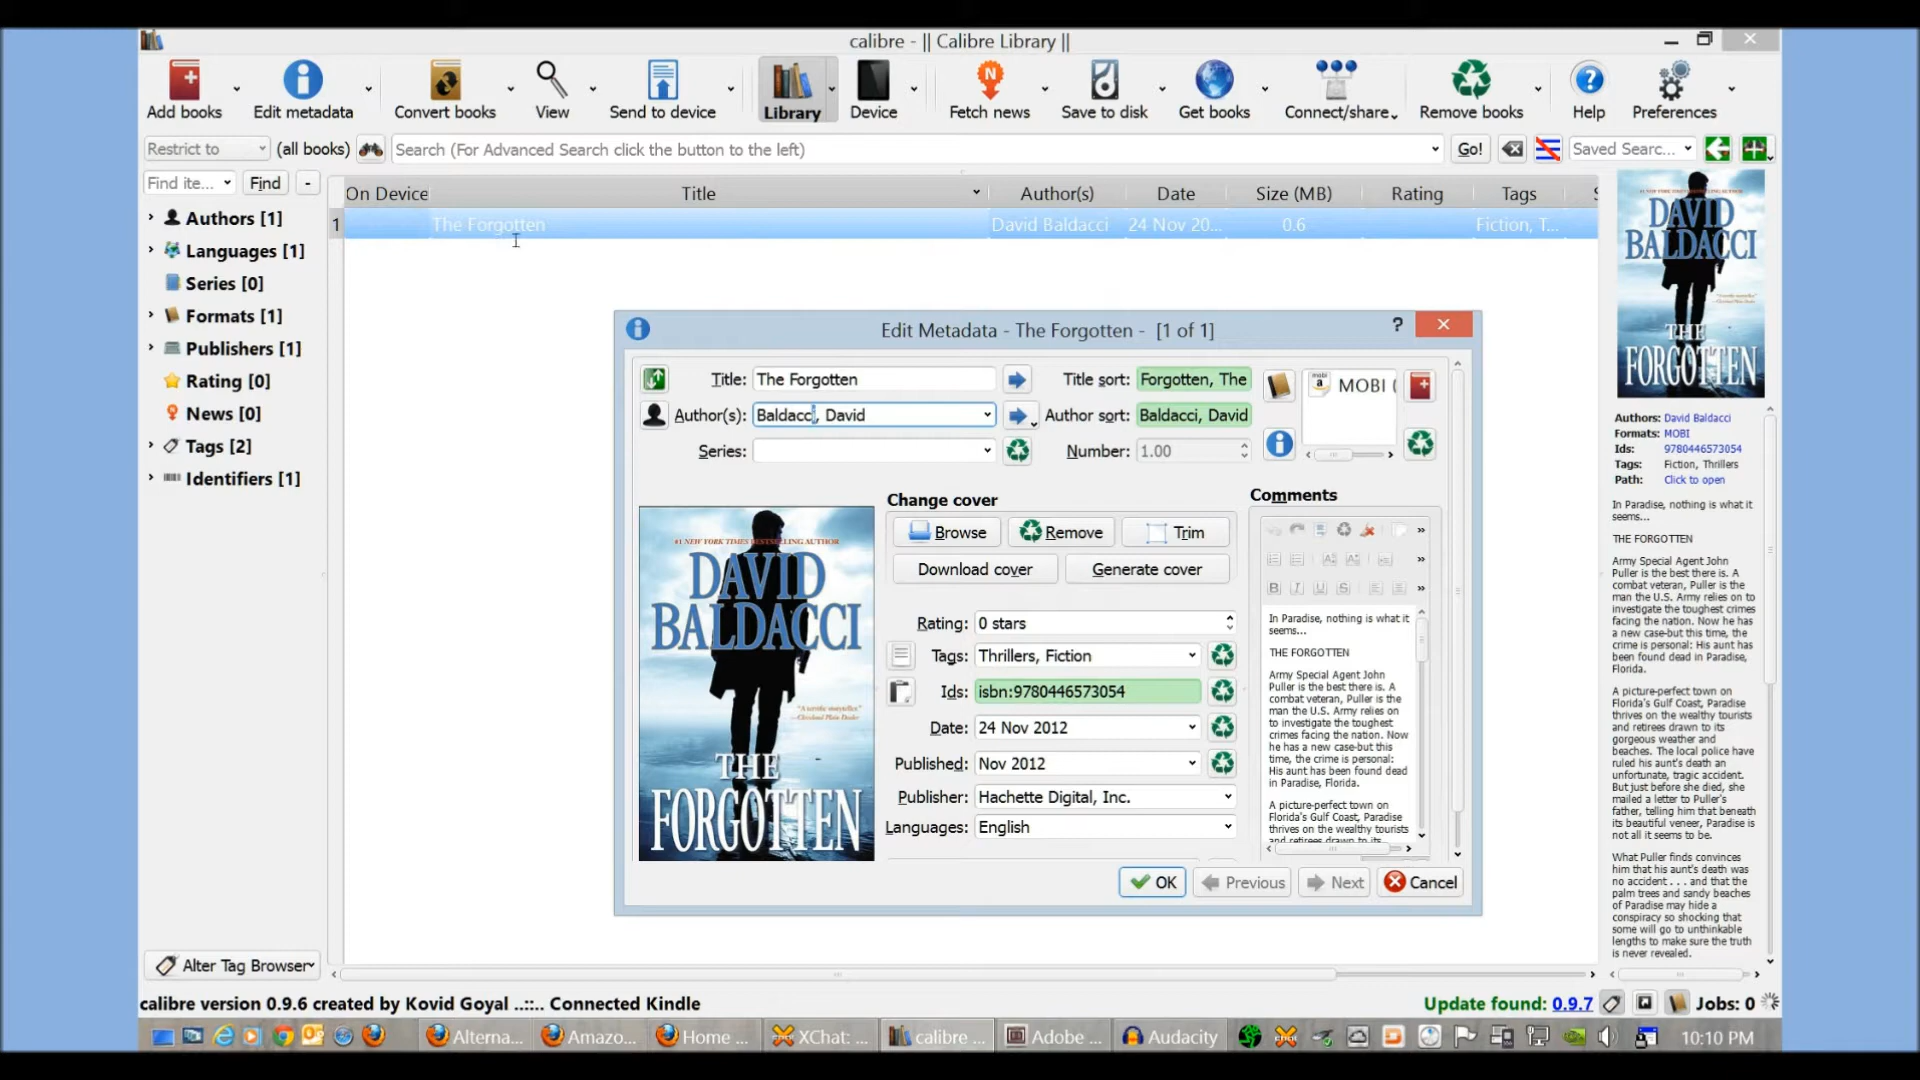 calibre - || Calibre Library ||
Add books
Edit metadata
Convert books
View
Send to device
Library
Device
Fetch news
Save to disk
Get books
Connect/share
Remove books
Help
Preferences
Restrict to
(all books)
Search (For Advanced Search click the button to the left)
Go!
Saved Searc...
Find ite...
Find
-
On Device
Title
Author(s)
Date
Size (MB)
Rating
Tags
1
The Forgotten
David Baldacci
24 Nov 20...
0.6
Fiction, T...
Authors [1]
Languages [1]
Series [0]
Formats [1]
Publishers [1]
Rating [0]
News [0]
Tags [2]
Identifiers [1]
Alter Tag Browser
Edit Metadata - The Forgotten - [1 of 1]
?
Title: The Forgotten
Title sort: Forgotten, The
MOBI (
Author(s): Baldacci, David
Author sort: Baldacci, David
Series:
Number: 1.00
#1 NEW YORK TIMES BESTSELLING AUTHOR
DAVID
BALDACCI
"A terrific storyteller."
—Cleveland Plain Dealer
THE
FORGOTTEN
Change cover
Browse
Remove
Trim
Download cover
Generate cover
Rating: 0 stars
Tags: Thrillers, Fiction
Ids: isbn:9780446573054
Date: 24 Nov 2012
Published: Nov 2012
Publisher: Hachette Digital, Inc.
Languages: English
Comments
In Paradise, nothing is what it
seems...
THE FORGOTTEN
Army Special Agent John
Puller is the best there is. A
combat veteran, Puller is the
man the U.S. Army relies on
to investigate the toughest
crimes facing the nation. Now
he has a new case-but this
time, the crime is personal:
His aunt has been found dead
in Paradise, Florida.
A picture-perfect town on
Florida's Gulf Coast, Paradise
thrives on the wealthy tourists
and retirees drawn to its
OK
Previous
Next
Cancel
DAVID
BALDACCI
THE
FORGOTTEN
Authors: David Baldacci
Formats: MOBI
Ids: 9780446573054
Tags: Fiction, Thrillers
Path: Click to open
In Paradise, nothing is what it
seems...
THE FORGOTTEN
Army Special Agent John
Puller is the best there is. A
combat veteran, Puller is the
man the U.S. Army relies on to
investigate the toughest crimes
facing the nation. Now he has
a new case-but this time, the
crime is personal: His aunt has
been found dead in Paradise,
Florida.
A picture-perfect town on
Florida's Gulf Coast, Paradise
thrives on the wealthy tourists
and retirees drawn to its
gorgeous weather and
beaches. The local police have
ruled his aunt's death an
unfortunate, tragic accident.
But just before she died, she
mailed a letter to Puller's
father, telling him that beneath
its beautiful veneer, Paradise is
not all it seems to be.
What Puller finds convinces
him that his aunt's death was
no accident . . . and that the
palm trees and sandy beaches
of Paradise may hide a
conspiracy so shocking that
some will go to unthinkable
lengths to make sure the truth
is never revealed.
calibre version 0.9.6 created by Kovid Goyal ..::.. Connected Kindle
Update found: 0.9.7
Jobs: 0
Alterna...
Amazo...
Home ...
XChat: ...
calibre ...
Adobe ...
Audacity
10:10 PM